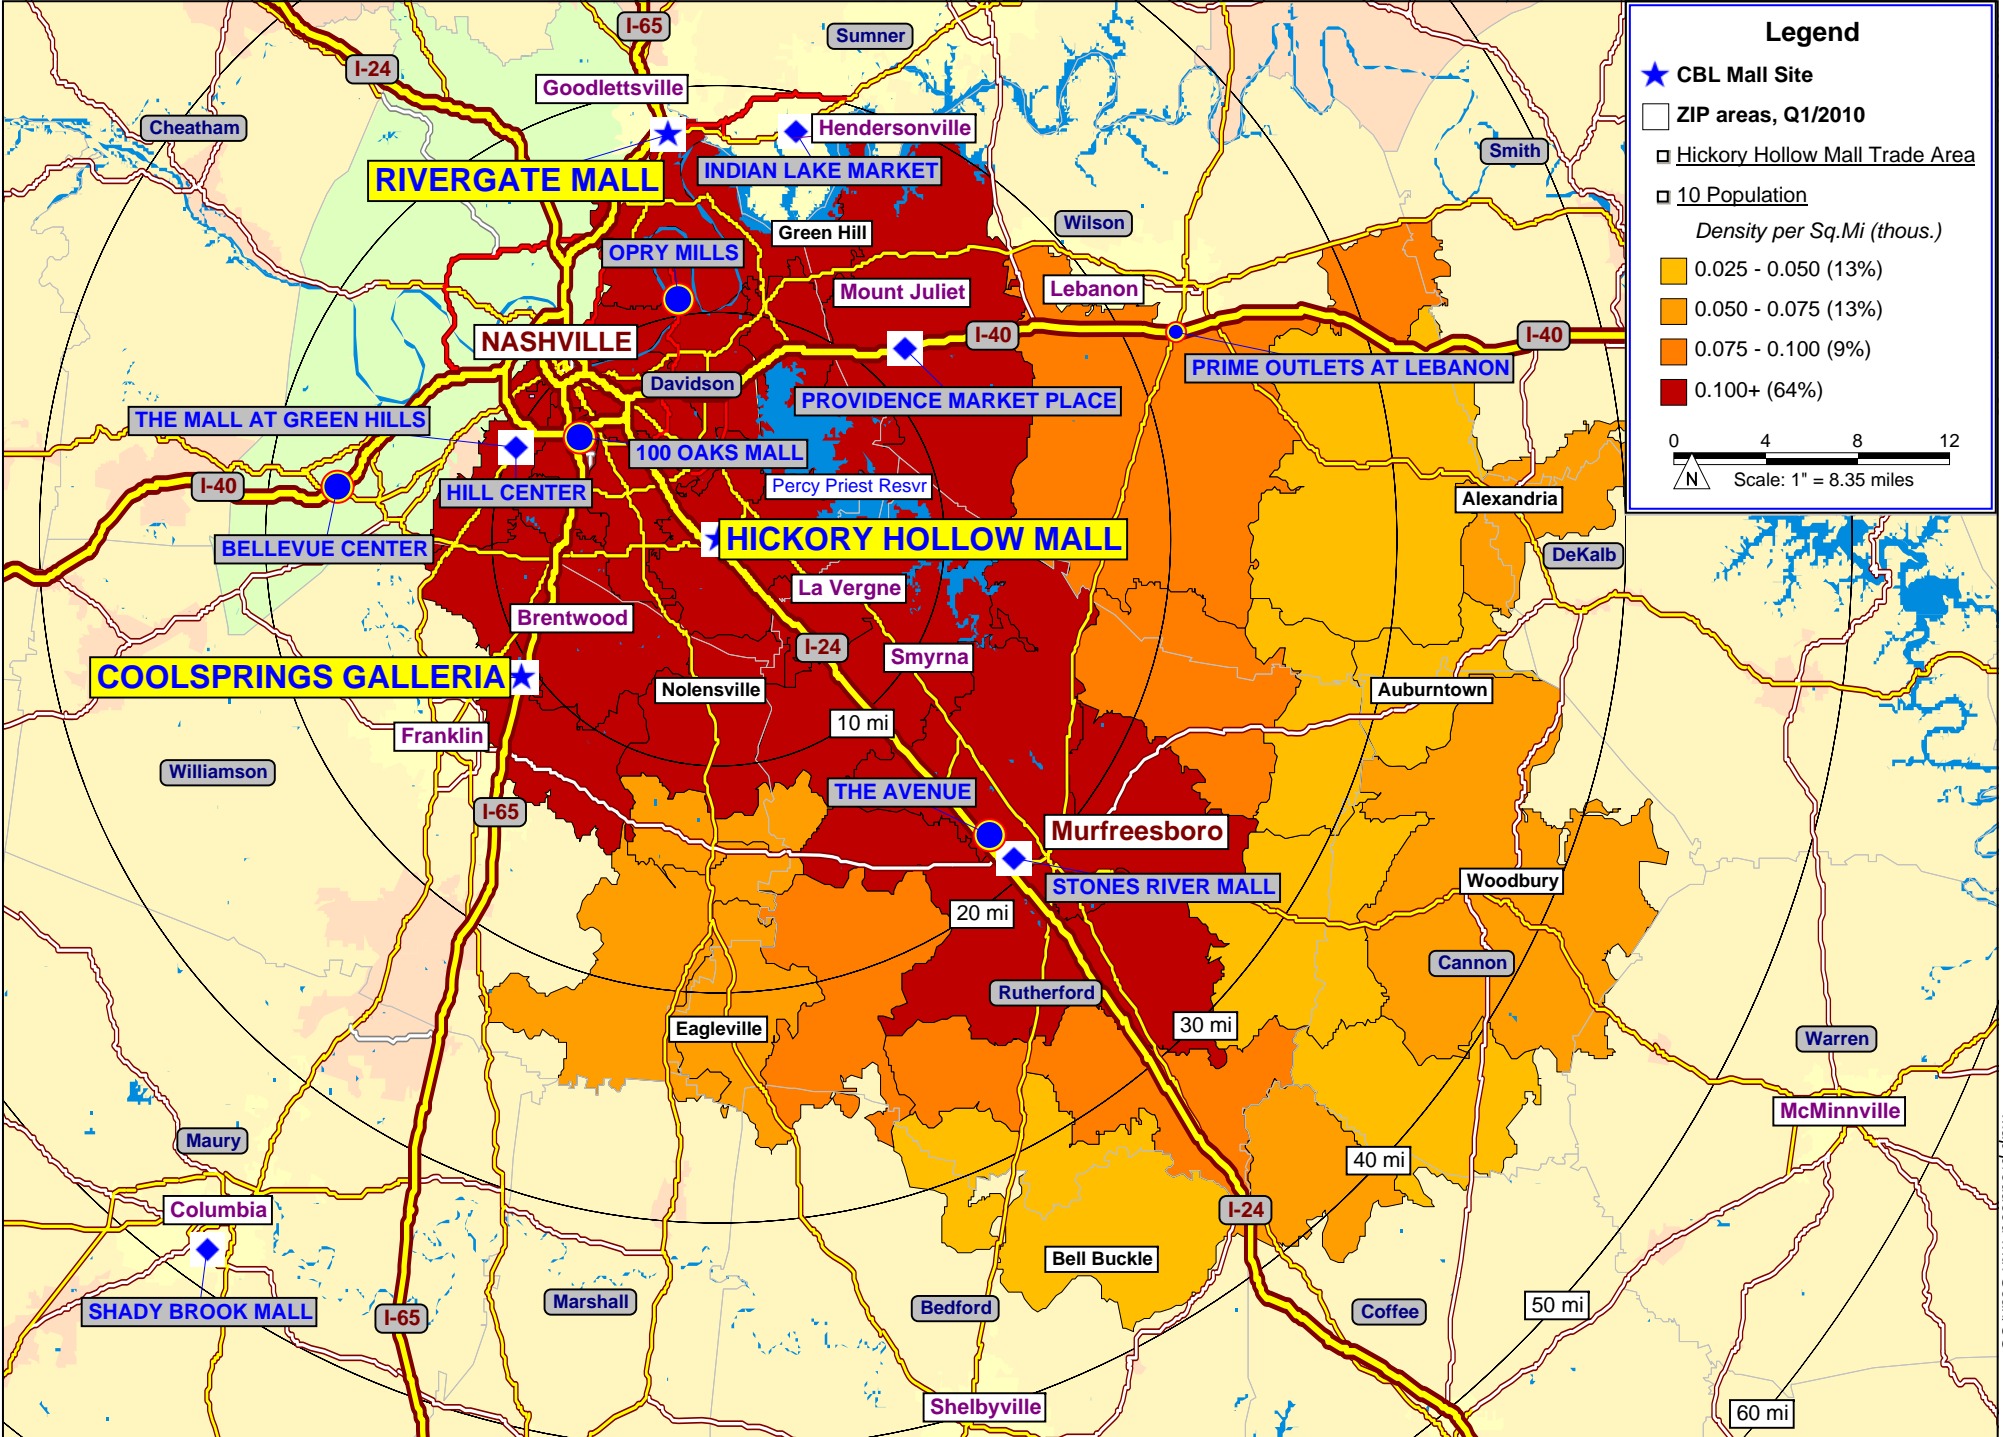 I-65
Sumner
I-24
Goodlettsville
Cheatham
Hendersonville
RIVERGATE MALL
INDIAN LAKE MARKET
Smith
Green Hill
Wilson
OPRY MILLS
Mount Juliet
Lebanon
NASHVILLE
I-40
I-40
Davidson
PRIME OUTLETS AT LEBANON
PROVIDENCE MARKET PLACE
THE MALL AT GREEN HILLS
100 OAKS MALL
I-40
HILL CENTER
Percy Priest Resvr
Alexandria
BELLEVUE CENTER
HICKORY HOLLOW MALL
DeKalb
La Vergne
Brentwood
I-24
Smyrna
COOLSPRINGS GALLERIA
Nolensville
Auburntown
10 mi
Franklin
Williamson
THE AVENUE
I-65
Murfreesboro
STONES RIVER MALL
Woodbury
20 mi
Cannon
Rutherford
Eagleville
30 mi
Warren
McMinnville
Maury
40 mi
Columbia
I-24
Bell Buckle
SHADY BROOK MALL
Marshall
Bedford
Coffee
50 mi
I-65
Shelbyville
60 mi
Legend
CBL Mall Site
ZIP areas, Q1/2010
Hickory Hollow Mall Trade Area
10 Population
Density per Sq.Mi (thous.)
0.025 - 0.050 (13%)
0.050 - 0.075 (13%)
0.075 - 0.100 (9%)
0.100+ (64%)
0 4 8 12
N
Scale: 1" = 8.35 miles